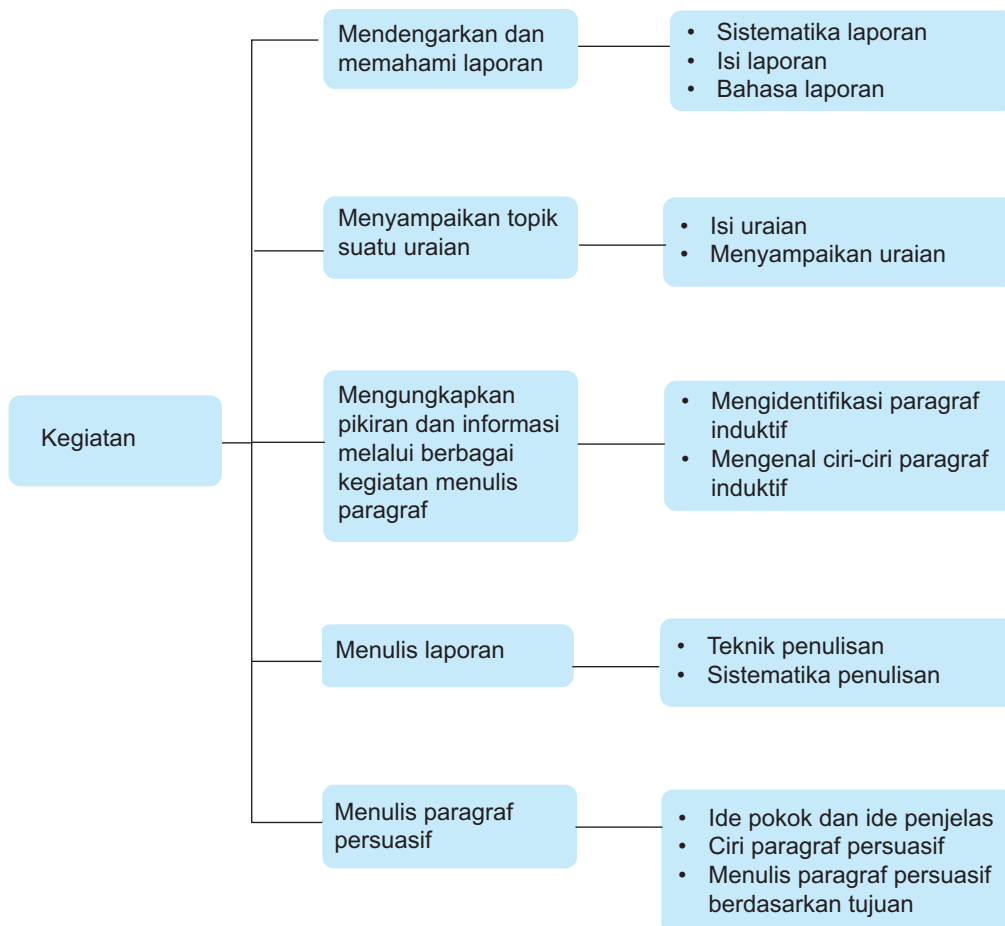 Mendengarkan dan
memahami laporan
• Sistematika laporan
• Isi laporan
• Bahasa laporan
Menyampaikan topik
suatu uraian
• Isi uraian
• Menyampaikan uraian
Kegiatan
Mengungkapkan
pikiran dan informasi
melalui berbagai
kegiatan menulis
paragraf
• Mengidentifikasi paragraf
induktif
• Mengenal ciri-ciri paragraf
induktif
Menulis laporan
• Teknik penulisan
• Sistematika penulisan
Menulis paragraf
persuasif
• Ide pokok dan ide penjelas
• Ciri paragraf persuasif
• Menulis paragraf persuasif
berdasarkan tujuan